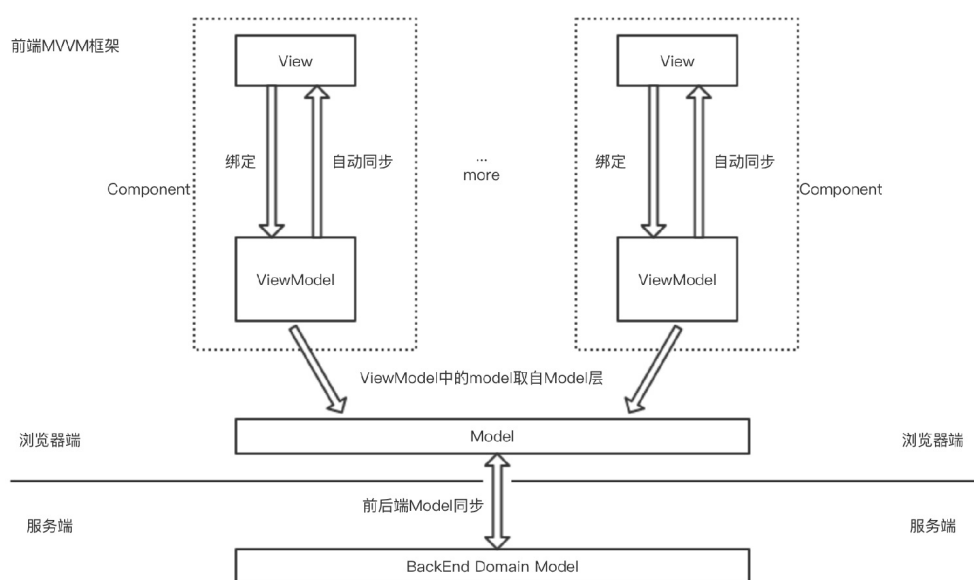 前端MVVM框架
View
View
绑定
自动同步
...
more
绑定
自动同步
Component
Component
ViewModel
ViewModel
ViewModel中的model取自Model层
Model
浏览器端
浏览器端
前后端Model同步
服务端
服务端
BackEnd Domain Model